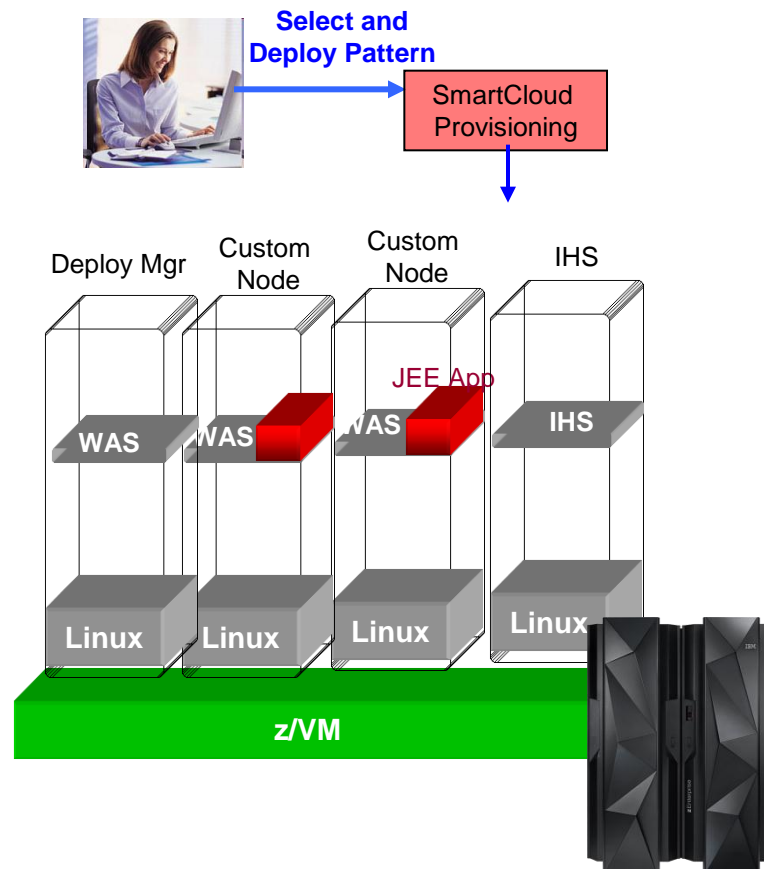 Select and
Deploy Pattern
SmartCloud
Provisioning
Deploy Mgr
Custom
Node
Custom
Node
IHS
JEE App
WAS
WAS
WAS
IHS
Linux
Linux
Linux
Linux
z/VM
IBM